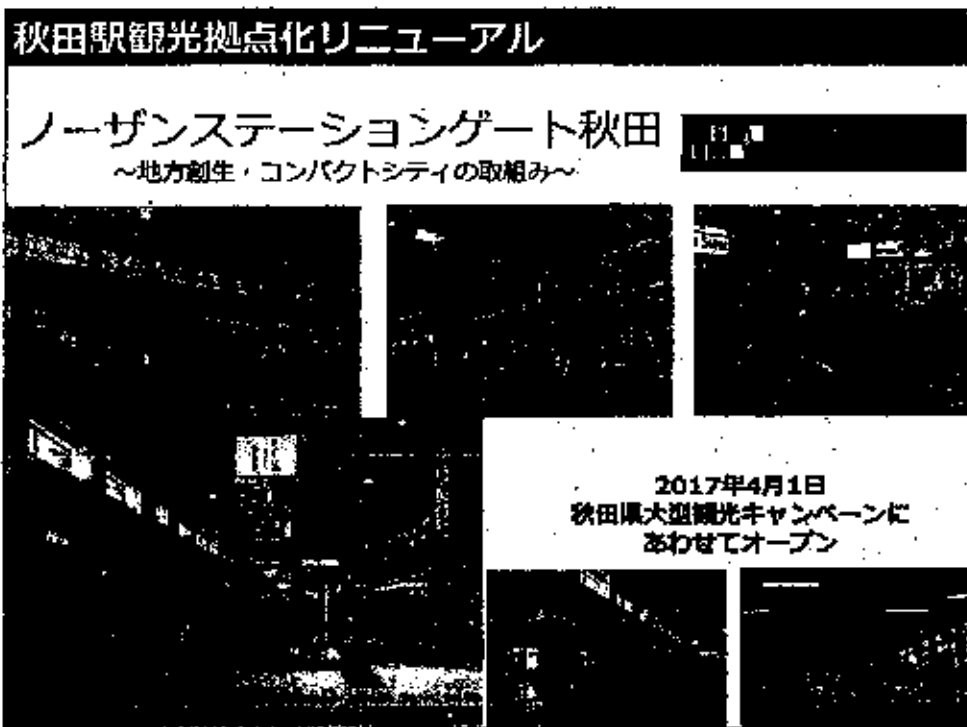 秋田駅観光拠点化リニューアル
ノーザンステーションゲート秋田
~地方創生・コンパクトシティの取組み~
2017年4月1日
秋田県大型観光キャンペーンに
あわせてオープン